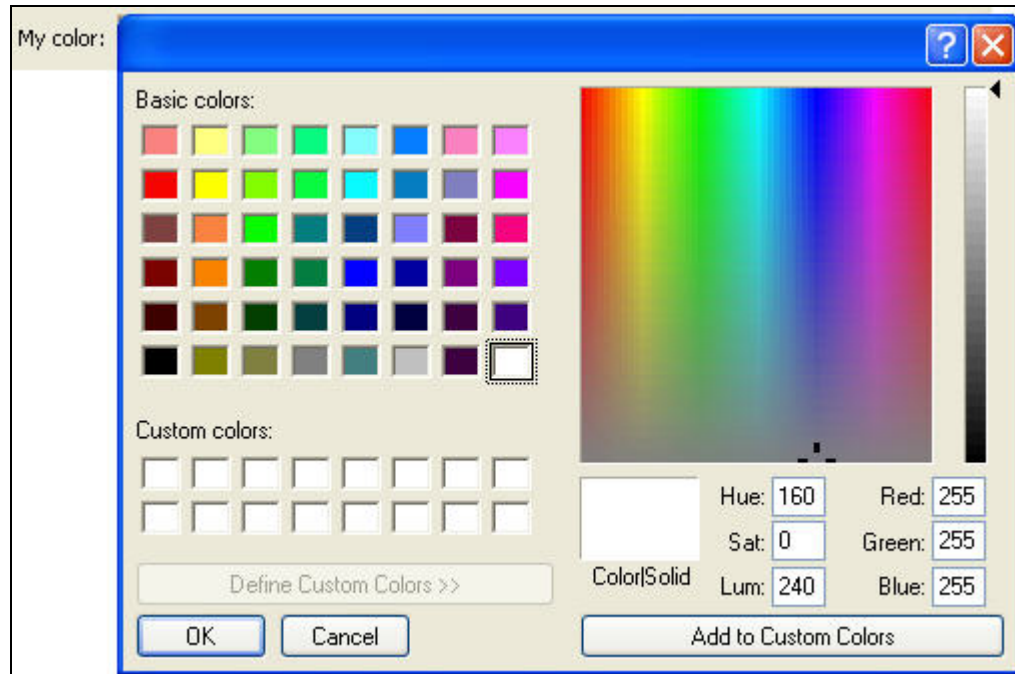 My color:
?
Basic colors:
Custom colors:
Define Custom Colors >>
OK Cancel
Color|Solid
Hue: 160 Red: 255
Sat: 0 Green: 255
Lum: 240 Blue: 255
Add to Custom Colors